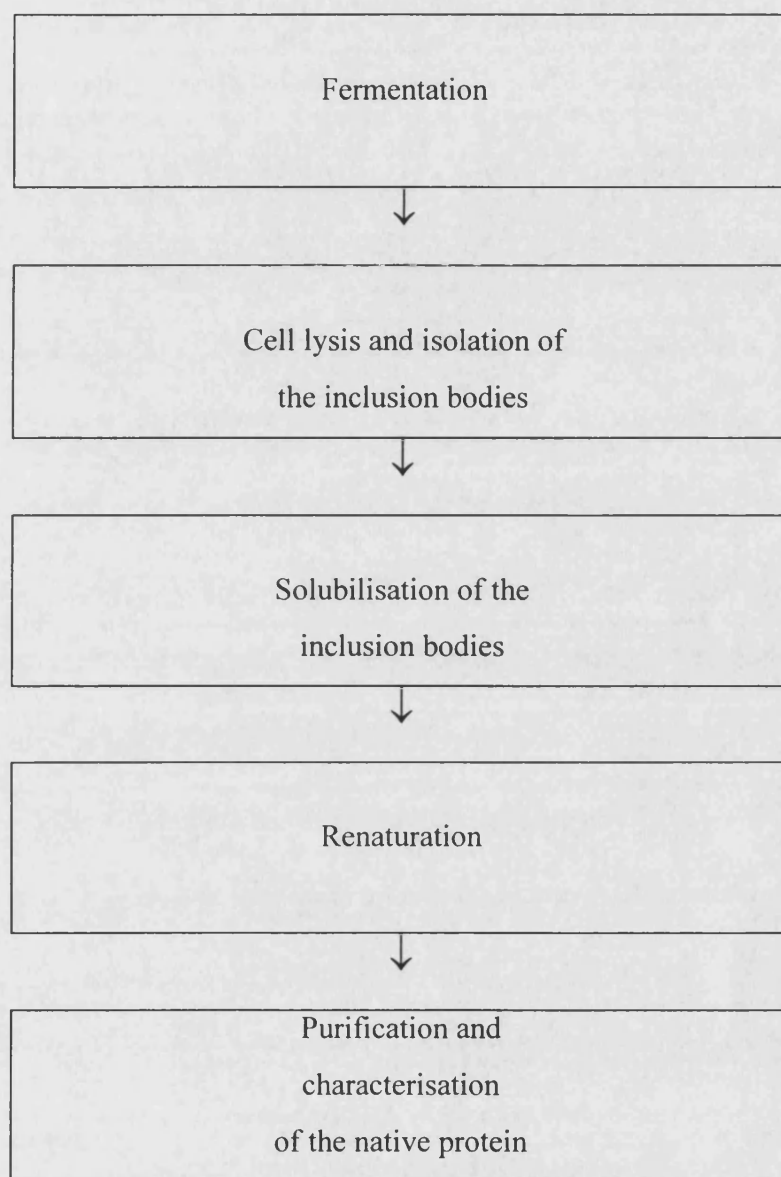 Fermentation
Cell lysis and isolation of
the inclusion bodies
Solubilisation of the
inclusion bodies
Renaturation
Purification and
characterisation
of the native protein